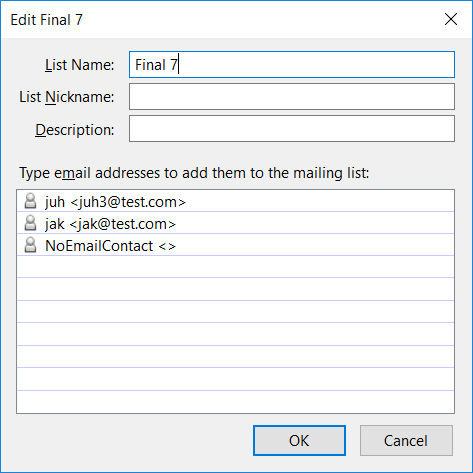 Edit Final 7
List Name: Final 7
List Nickname:
Description:
Type email addresses to add them to the mailing list:
juh <juh3@test.com>
jak <jak@test.com>
NoEmailContact <>
OK Cancel